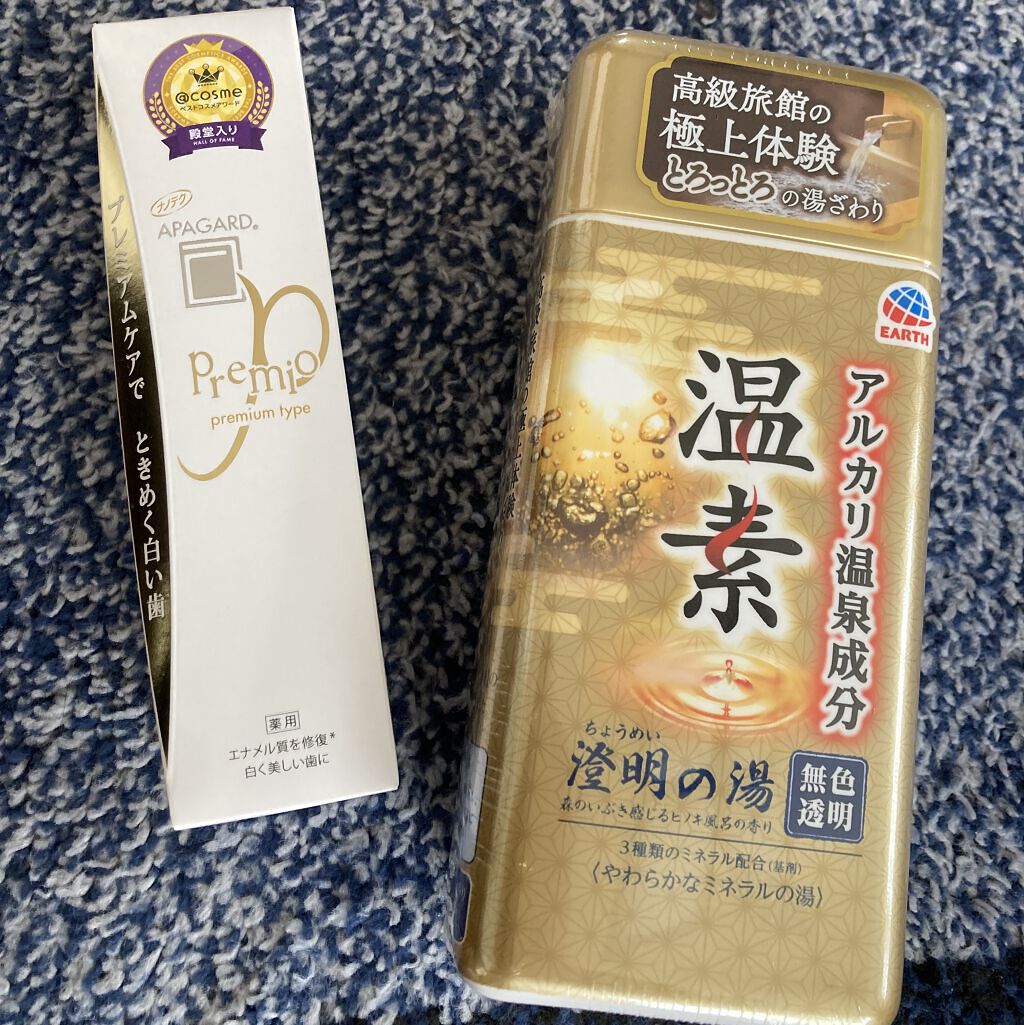 @cosme
ベストコスメアワード
殿堂入り
HALL OF FAME
ナノテク
APAGARD®
Premio
premium type
プレミアムケアで ときめく白い歯
薬用
エナメル質を修復*
白く美しい歯に
高級旅館の
極上体験
とろっとろの湯ざわり
EARTH
温素
アルカリ温泉成分
ちょうめい
澄明の湯
無色
透明
森のいぶき感じるヒノキ風呂の香り
3種類のミネラル配合(基剤)
〈やわらかなミネラルの湯〉